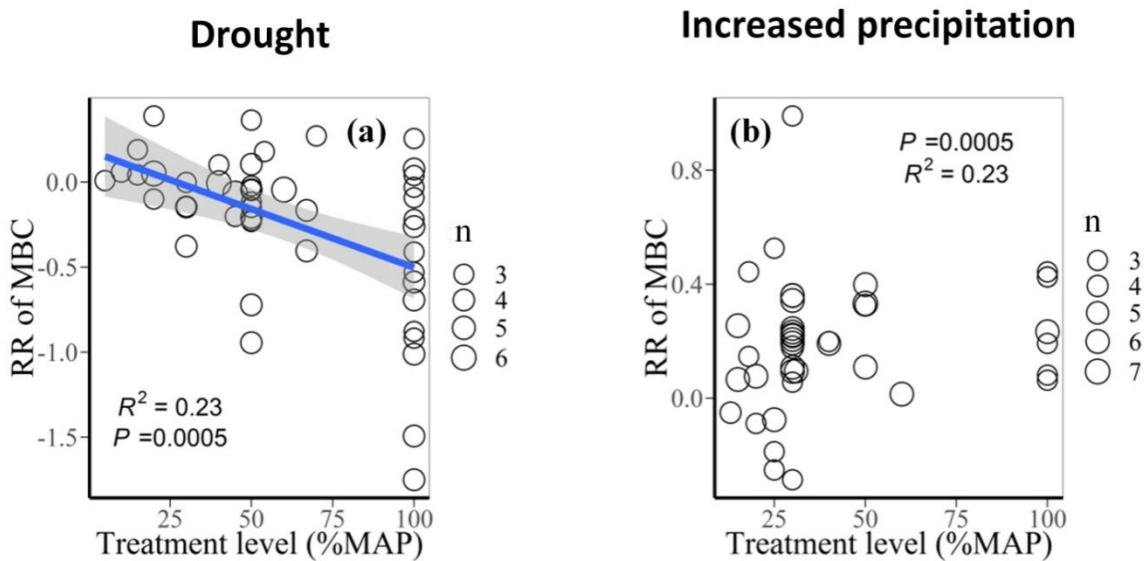 Drought
Increased precipitation
(a)
RR of MBC
0.0
-0.5
-1.0
-1.5
R² = 0.23
P =0.0005
25
50
75
100
Treatment level (%MAP)
n
3
4
5
6
(b)
P =0.0005
R² = 0.23
RR of MBC
0.8
0.4
0.0
25
50
75
100
Treatment level (%MAP)
n
3
4
5
6
7